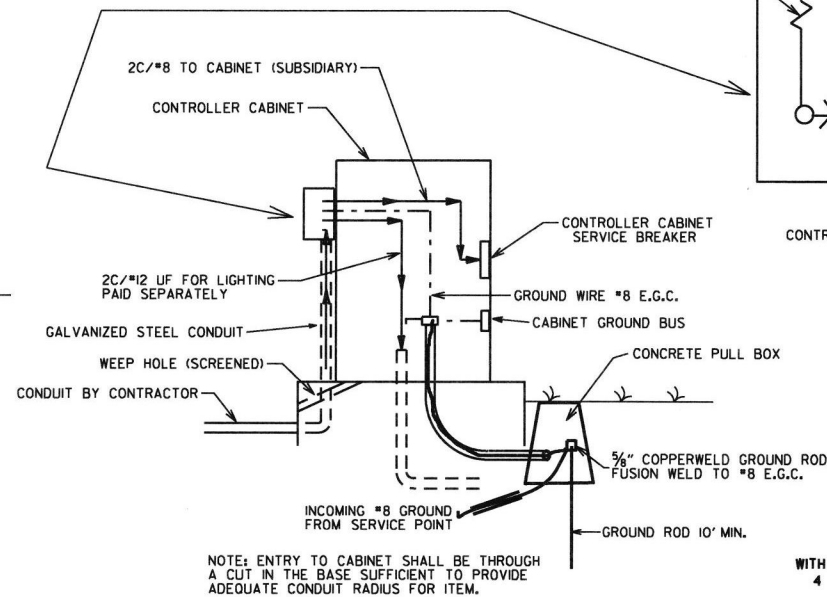 2C/#8 TO CABINET (SUBSIDIARY)
CONTROLLER CABINET
CONTROLLER CABINET
SERVICE BREAKER
CONTR
2C/#12 UF FOR LIGHTING
PAID SEPARATELY
GROUND WIRE #8 E.G.C.
GALVANIZED STEEL CONDUIT
CABINET GROUND BUS
WEEP HOLE (SCREENED)
CONCRETE PULL BOX
CONDUIT BY CONTRACTOR
5/8" COPPERWELD GROUND ROD
FUSION WELD TO #8 E.G.C.
INCOMING #8 GROUND
FROM SERVICE POINT
GROUND ROD 10' MIN.
NOTE: ENTRY TO CABINET SHALL BE THROUGH
A CUT IN THE BASE SUFFICIENT TO PROVIDE
ADEQUATE CONDUIT RADIUS FOR ITEM.
WITH
4